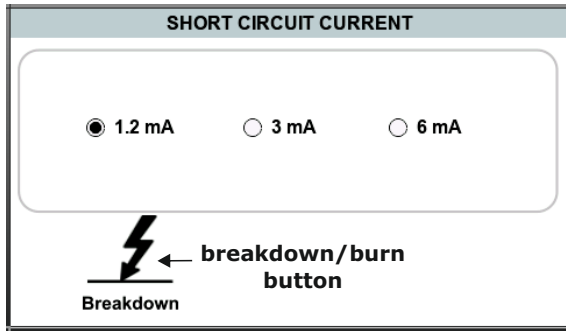 SHORT CIRCUIT CURRENT
1.2 mA 3 mA 6 mA
breakdown/burn
button
Breakdown